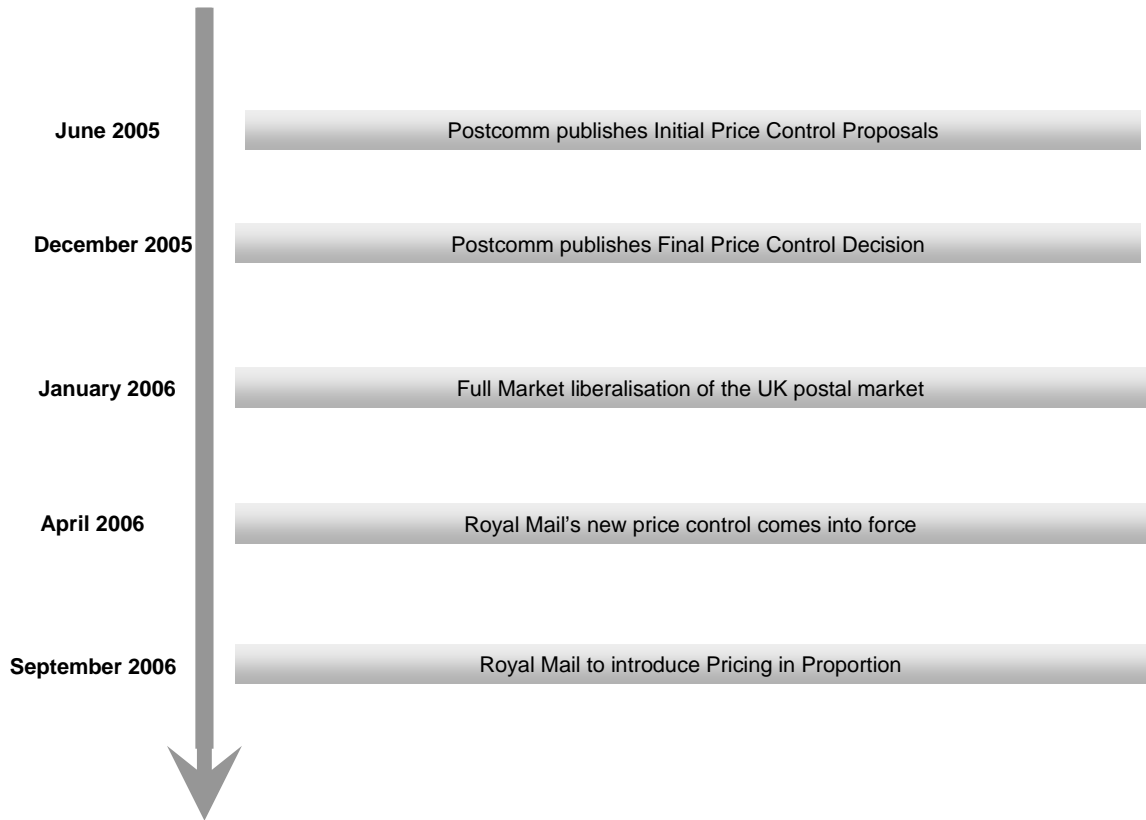 June 2005
Postcomm publishes Initial Price Control Proposals
December 2005
Postcomm publishes Final Price Control Decision
January 2006
Full Market liberalisation of the UK postal market
April 2006
Royal Mail’s new price control comes into force
September 2006
Royal Mail to introduce Pricing in Proportion